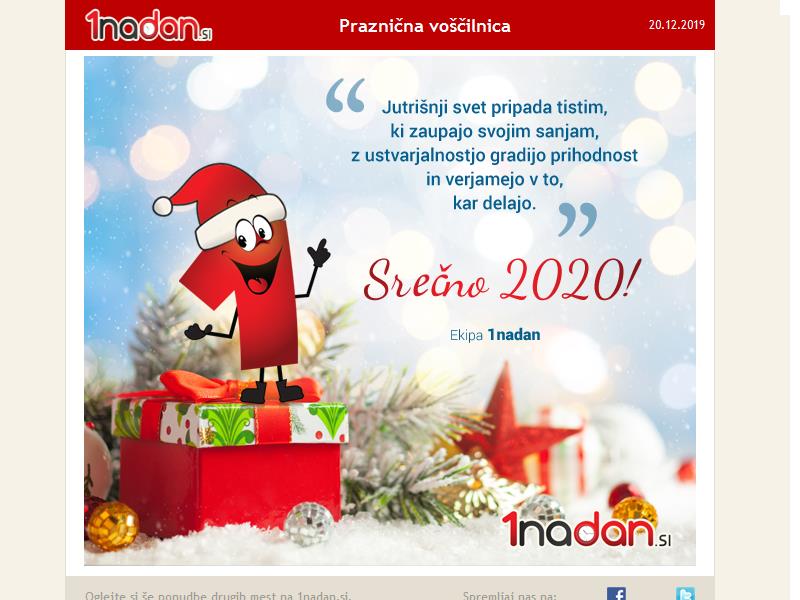 1nadan.si
Praznična voščilnica
20.12.2019
“ Jutrišnji svet pripada tistim,
ki zaupajo svojim sanjam,
z ustvarjalnostjo gradijo prihodnost
in verjamejo v to,
kar delajo. ”
Srečno 2020!
Ekipa 1nadan
1nadan.si
Oglejte si še ponudbe drugih mest na 1nadan.si.
Spremljaj nas na: